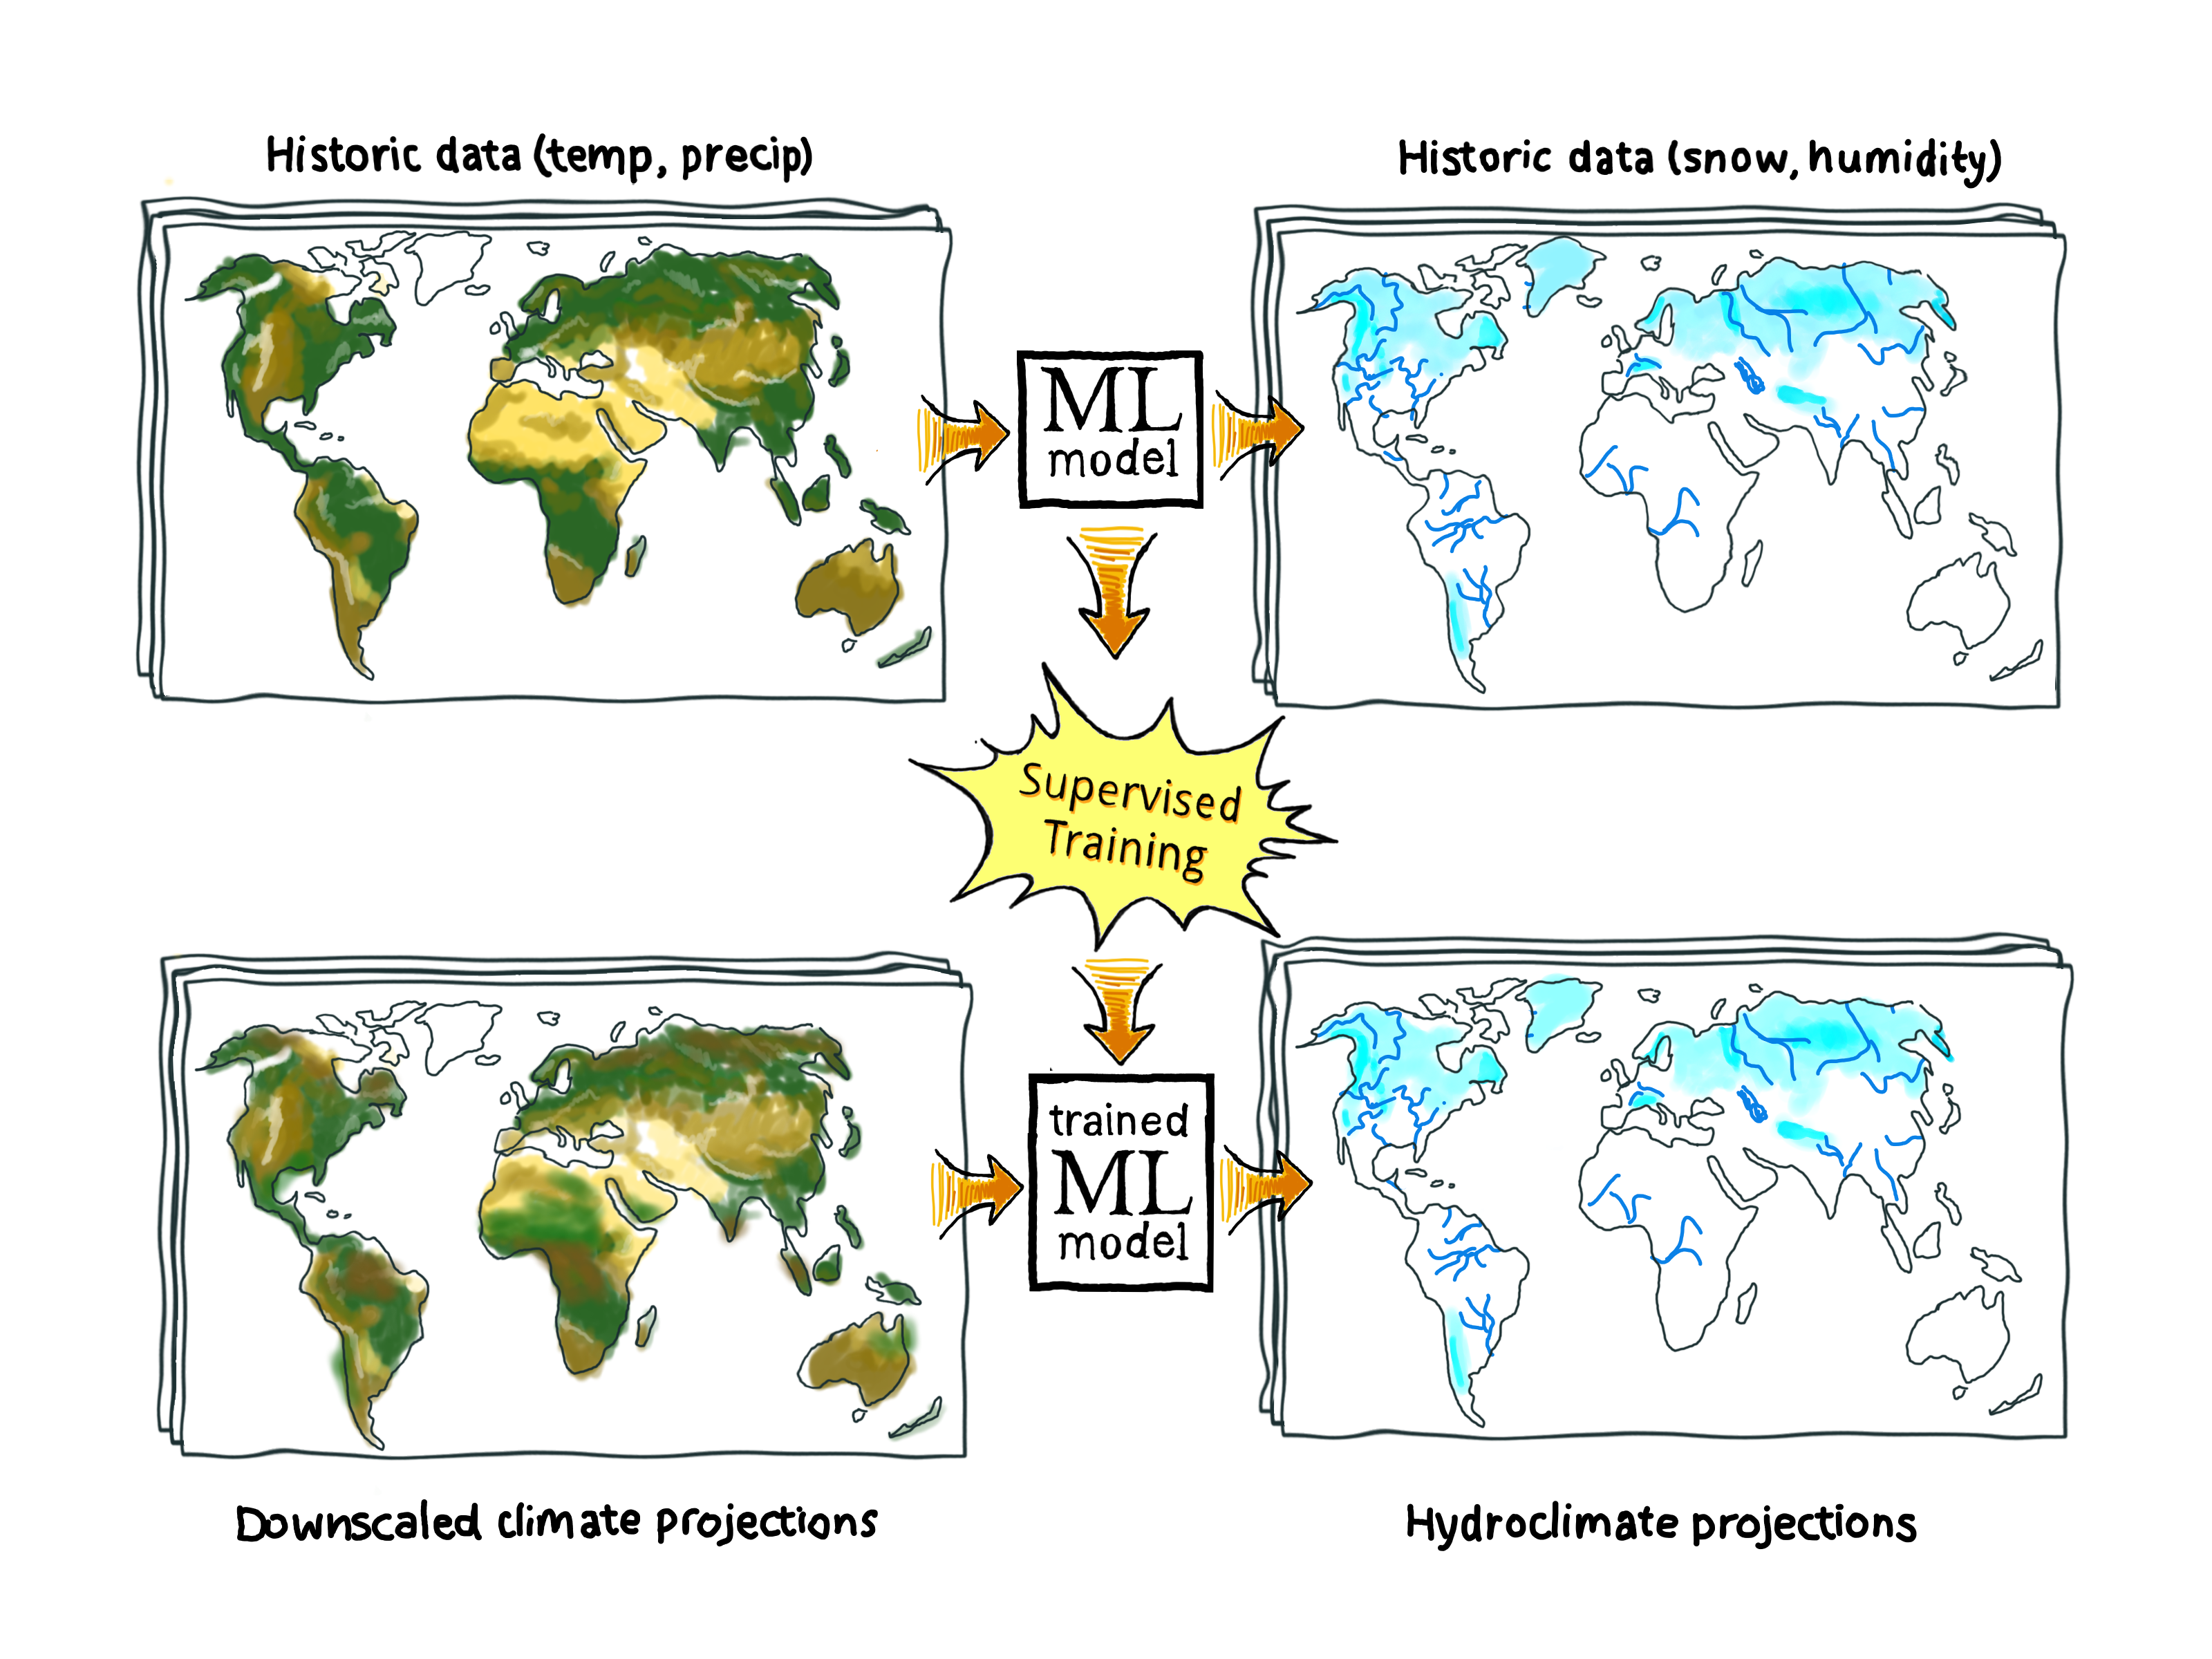 Historic data (temp, precip)
Historic data (snow, humidity)
ML
model
Supervised
Training
trained
ML
model
Downscaled climate projections
Hydroclimate projections